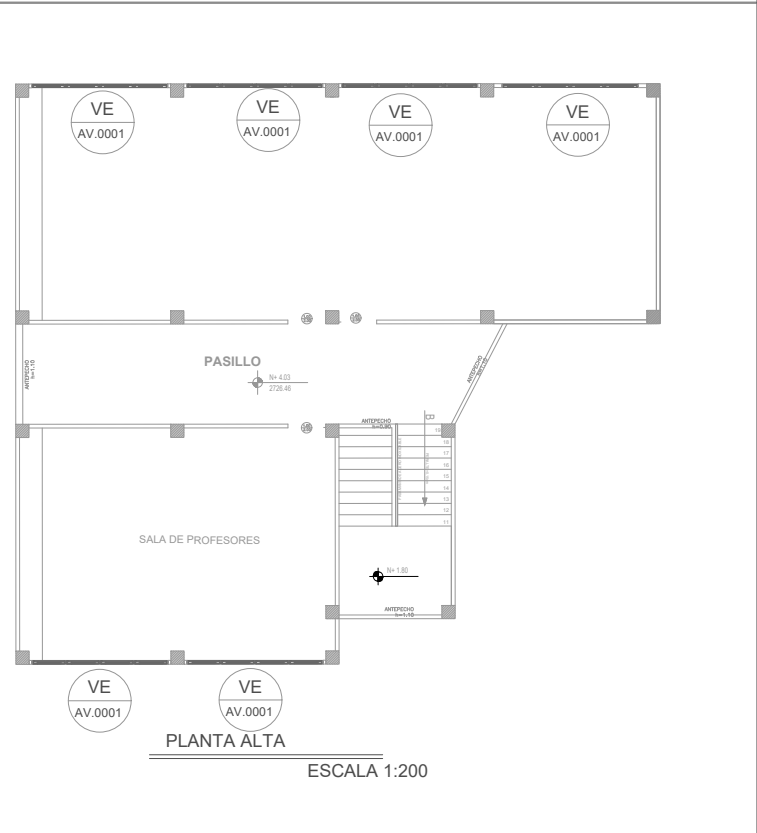 VE
AV.0001
VE
AV.0001
VE
AV.0001
VE
AV.0001
PASILLO
N+ 4.03
2726.48
ANTEPECHO
h=1.10
ANTEPECHO
ANTEPECHO
h=0.90
B
19
18
17
16
15
14
13
12
11
SALA DE PROFESORES
N+ 1.80
ANTEPECHO
h=1.10
VE
AV.0001
VE
AV.0001
PLANTA ALTA
ESCALA 1:200